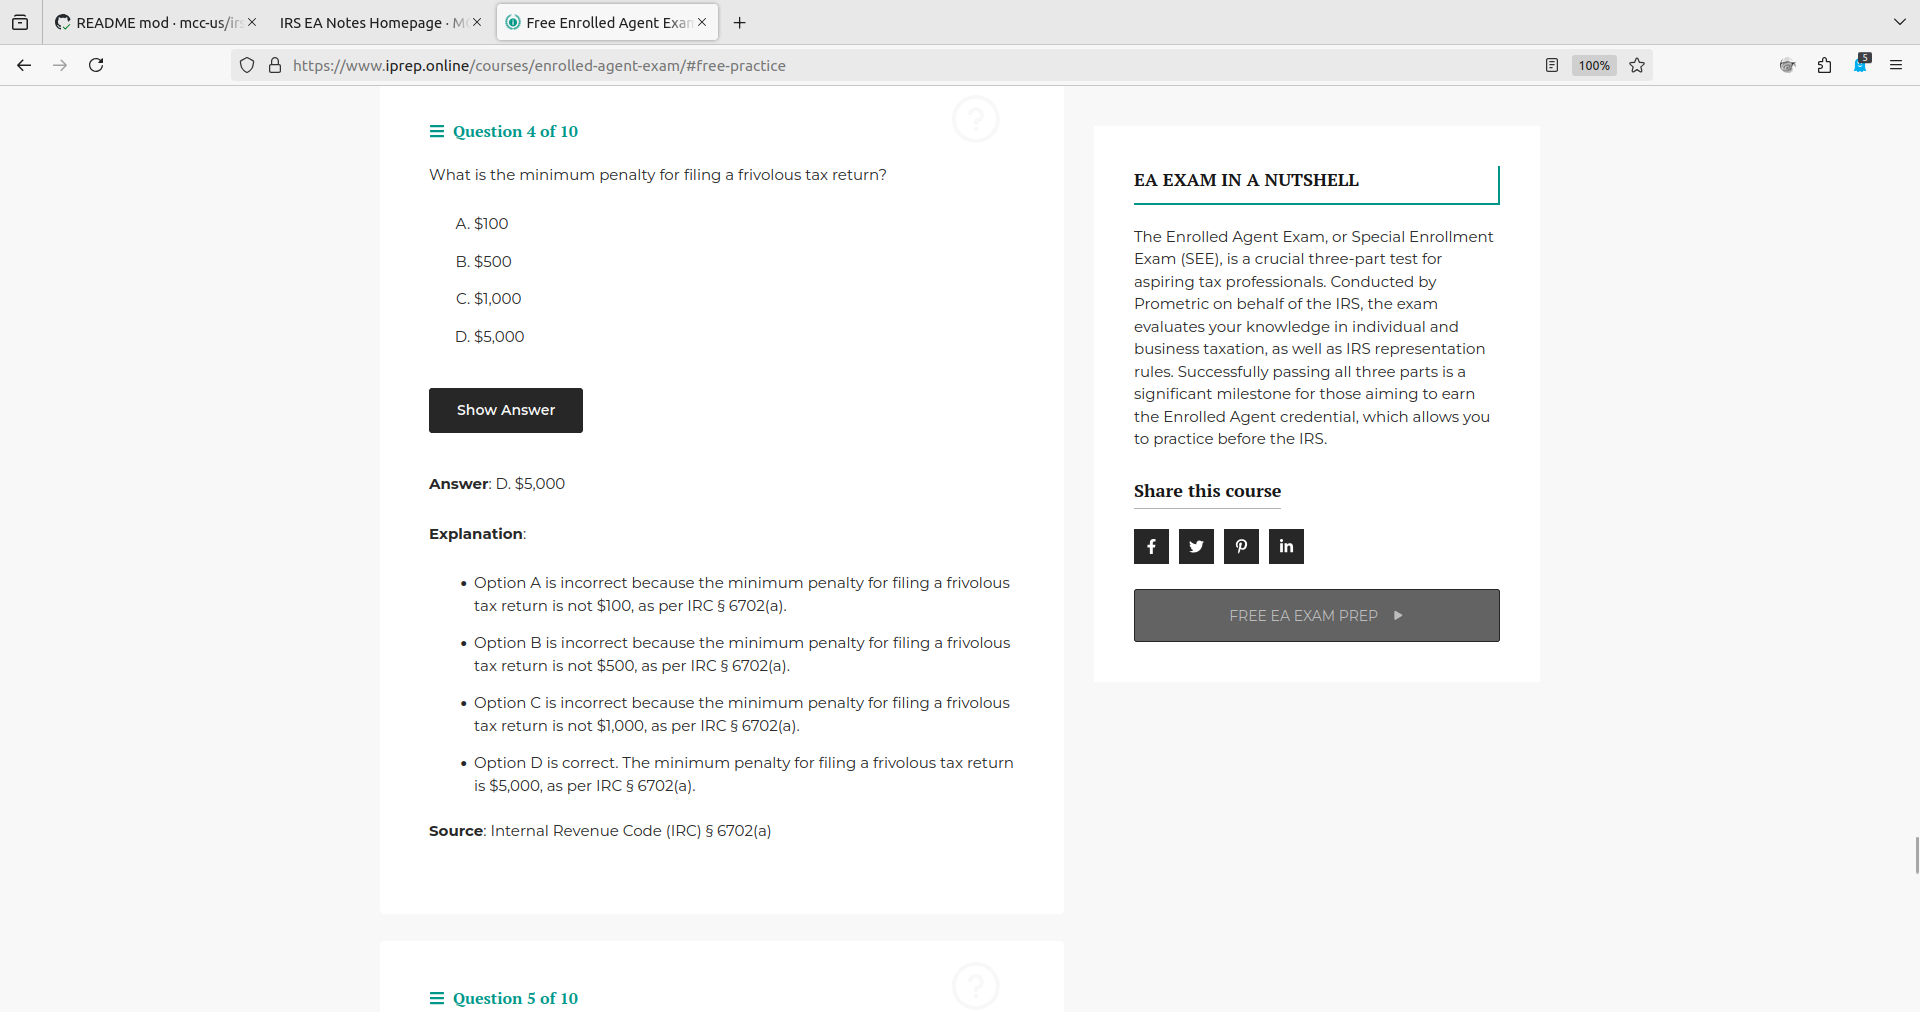 README mod · mcc-us/irs
IRS EA Notes Homepage · MC
Free Enrolled Agent Exam
https://www.iprep.online/courses/enrolled-agent-exam/#free-practice
100%
5
Question 4 of 10
What is the minimum penalty for filing a frivolous tax return?
A. $100
B. $500
C. $1,000
D. $5,000
Show Answer
Answer: D. $5,000
Explanation:
• Option A is incorrect because the minimum penalty for filing a frivolous
tax return is not $100, as per IRC § 6702(a).
• Option B is incorrect because the minimum penalty for filing a frivolous
tax return is not $500, as per IRC § 6702(a).
• Option C is incorrect because the minimum penalty for filing a frivolous
tax return is not $1,000, as per IRC § 6702(a).
• Option D is correct. The minimum penalty for filing a frivolous tax return
is $5,000, as per IRC § 6702(a).
Source: Internal Revenue Code (IRC) § 6702(a)
Question 5 of 10
EA EXAM IN A NUTSHELL
The Enrolled Agent Exam, or Special Enrollment
Exam (SEE), is a crucial three-part test for
aspiring tax professionals. Conducted by
Prometric on behalf of the IRS, the exam
evaluates your knowledge in individual and
business taxation, as well as IRS representation
rules. Successfully passing all three parts is a
significant milestone for those aiming to earn
the Enrolled Agent credential, which allows you
to practice before the IRS.
Share this course
FREE EA EXAM PREP